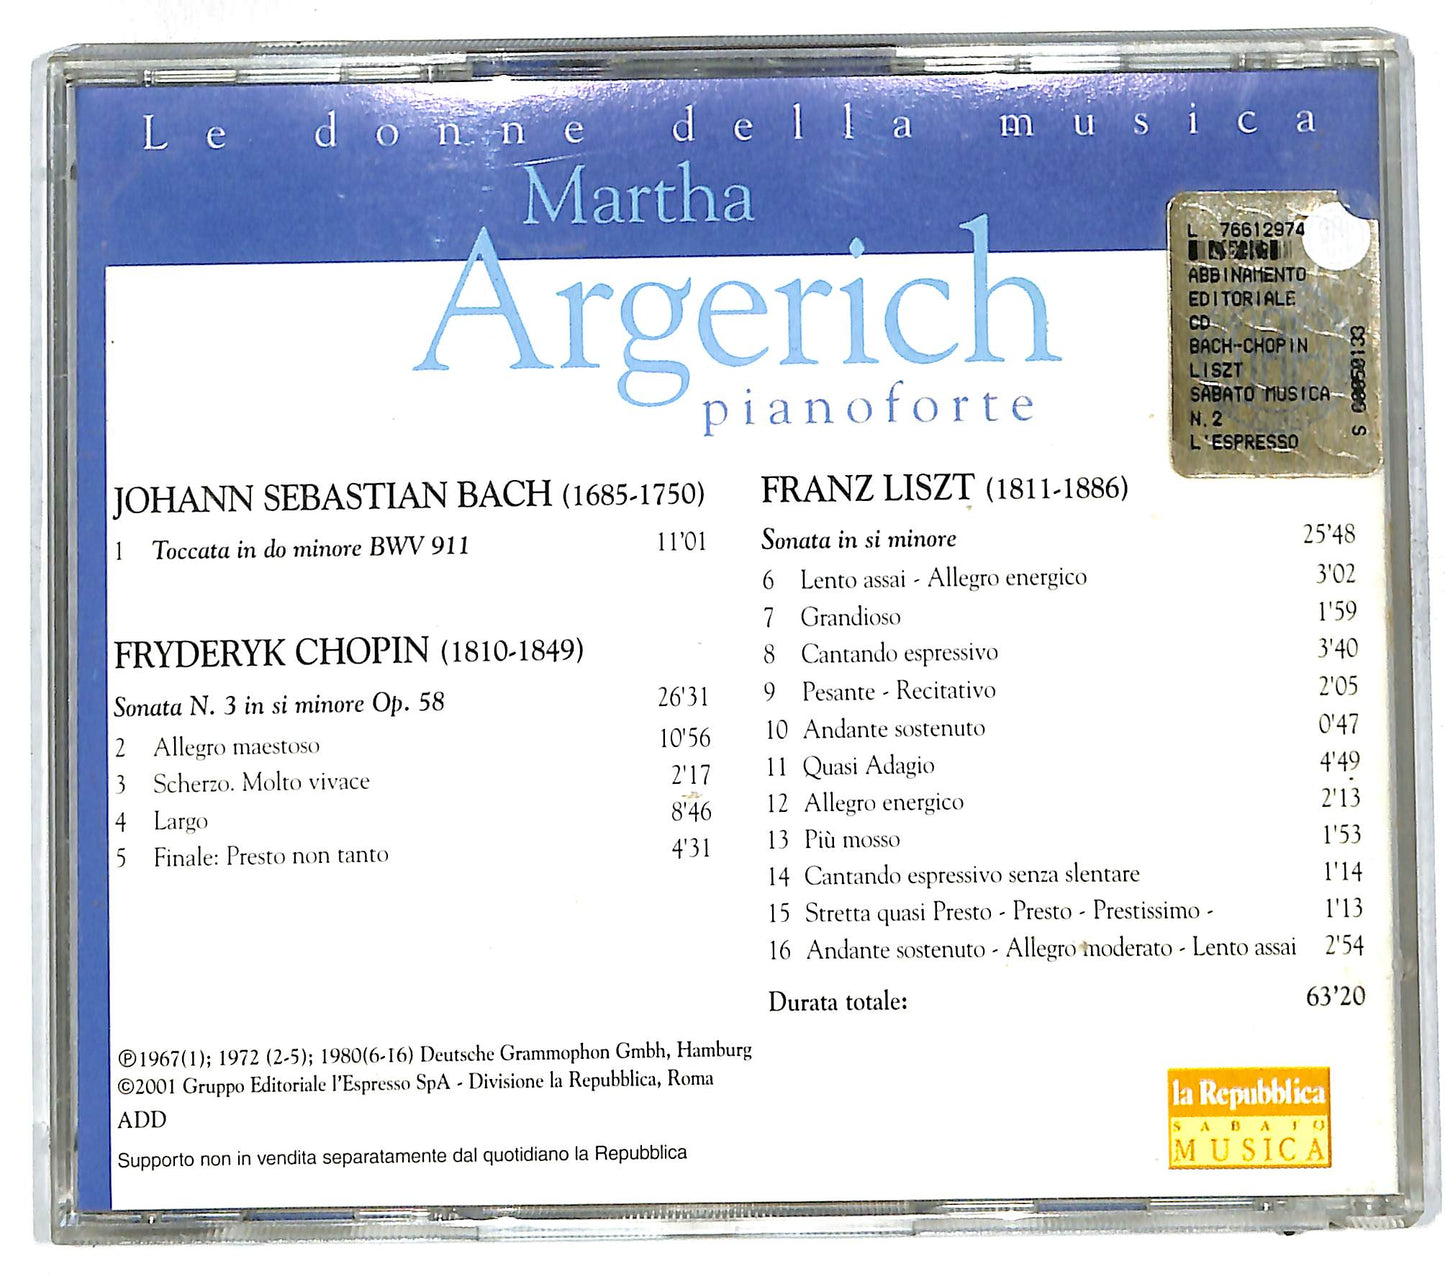 Le donne della musica
Martha
Argerich
pianoforte
L 76612974
ABBINAMENTO
EDITORIALE
CD
BACH-CHOPIN
LISZT
SABATO MUSICA
N.2
L'ESPRESSO
S 00050133
JOHANN SEBASTIAN BACH (1685-1750)
1 Toccata in do minore BWV 911 11'01
FRYDERYK CHOPIN (1810-1849)
Sonata N. 3 in si minore Op. 58 26'31
2 Allegro maestoso 10'56
3 Scherzo. Molto vivace 2'17
4 Largo 8'46
5 Finale: Presto non tanto 4'31
FRANZ LISZT (1811-1886)
Sonata in si minore 25'48
6 Lento assai - Allegro energico 3'02
7 Grandioso 1'59
8 Cantando espressivo 3'40
9 Pesante - Recitativo 2'05
10 Andante sostenuto 0'47
11 Quasi Adagio 4'49
12 Allegro energico 2'13
13 Più mosso 1'53
14 Cantando espressivo senza slentare 1'14
15 Stretta quasi Presto - Presto - Prestissimo - 1'13
16 Andante sostenuto - Allegro moderato - Lento assai 2'54
Durata totale: 63'20
℗1967(1); 1972 (2-5); 1980(6-16) Deutsche Grammophon Gmbh, Hamburg
©2001 Gruppo Editoriale l'Espresso SpA - Divisione la Repubblica, Roma
ADD
Supporto non in vendita separatamente dal quotidiano la Repubblica
la Repubblica
SABATO
MUSICA